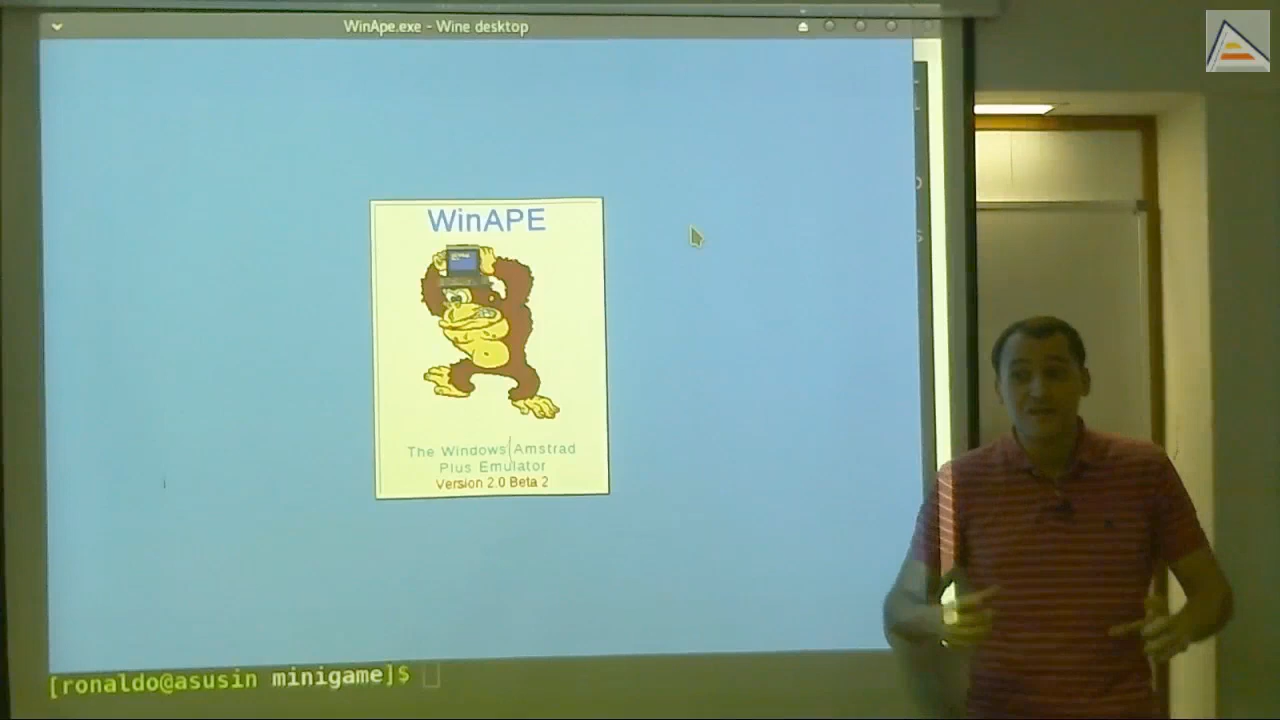 WinApe.exe - Wine desktop
WinAPE
The Windows Amstrad
Plus Emulator
Version 2.0 Beta 2
[ronaldo@asusin minigame]$